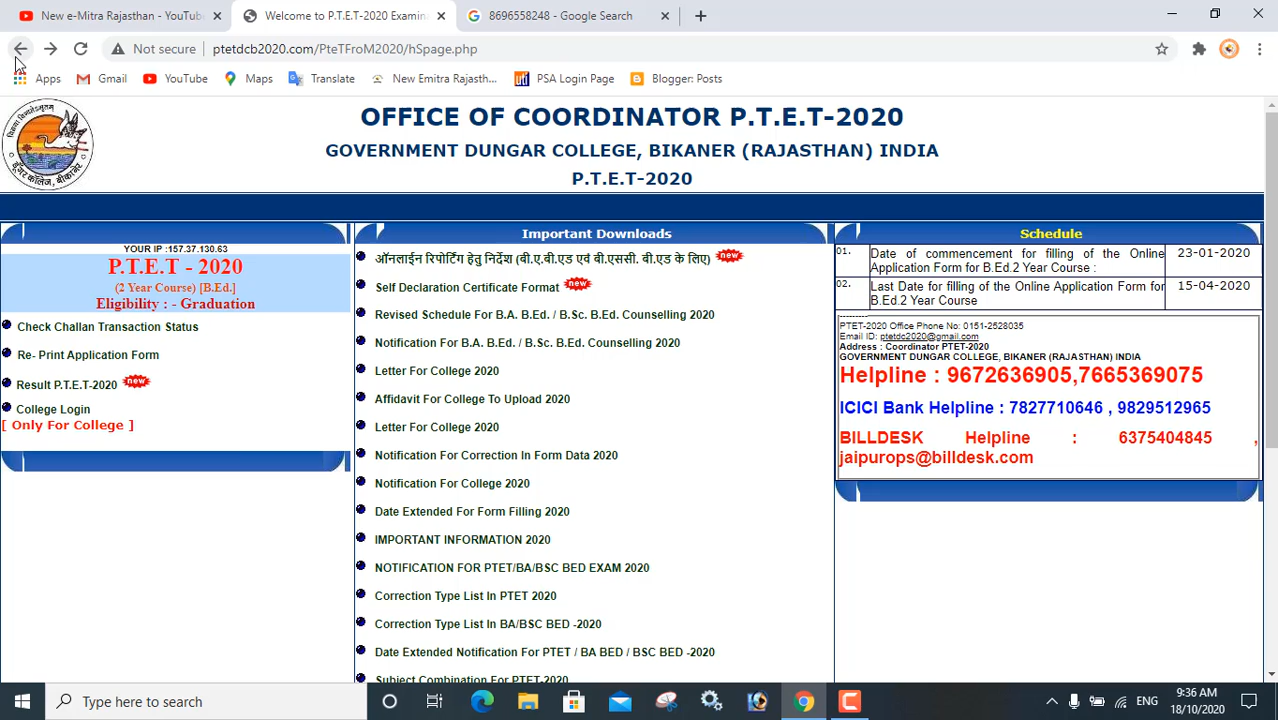 New e-Mitra Rajasthan - YouTube
Welcome to P.T.E.T-2020 Examina
8696558248 - Google Search
Not secure
ptetdcb2020.com/PteTFroM2020/hSpage.php
Apps
Gmail
YouTube
Maps
Translate
New Emitra Rajasth...
PSA Login Page
Blogger: Posts
OFFICE OF COORDINATOR P.T.E.T-2020
GOVERNMENT DUNGAR COLLEGE, BIKANER (RAJASTHAN) INDIA
P.T.E.T-2020
YOUR IP :157.37.130.63
P.T.E.T - 2020
(2 Year Course) [B.Ed.]
Eligibility : - Graduation
Check Challan Transaction Status
Re- Print Application Form
Result P.T.E.T-2020 new
College Login
[ Only For College ]
Important Downloads
ऑनलाईन रिपोर्टिंग हेतु निर्देश (बी.ए.बी.एड एवं बी.एससी. बी.एड के लिए) new
Self Declaration Certificate Format new
Revised Schedule For B.A. B.Ed. / B.Sc. B.Ed. Counselling 2020
Notification For B.A. B.Ed. / B.Sc. B.Ed. Counselling 2020
Letter For College 2020
Affidavit For College To Upload 2020
Letter For College 2020
Notification For Correction In Form Data 2020
Notification For College 2020
Date Extended For Form Filling 2020
IMPORTANT INFORMATION 2020
NOTIFICATION FOR PTET/BA/BSC BED EXAM 2020
Correction Type List In PTET 2020
Correction Type List In BA/BSC BED -2020
Date Extended Notification For PTET / BA BED / BSC BED -2020
Subject Combination For PTET-2020
Schedule
01. Date of commencement for filling of the Online 23-01-2020
Application Form for B.Ed.2 Year Course :
02. Last Date for filling of the Online Application Form for 15-04-2020
B.Ed.2 Year Course
---------
PTET-2020 Office Phone No: 0151-2528035
Email ID: ptetdc2020@gmail.com
Address : Coordinator PTET-2020
GOVERNMENT DUNGAR COLLEGE, BIKANER (RAJASTHAN) INDIA
Helpline : 9672636905,7665369075
ICICI Bank Helpline : 7827710646 , 9829512965
BILLDESK Helpline : 6375404845 ,
jaipurops@billdesk.com
Type here to search
ENG
9:36 AM
18/10/2020